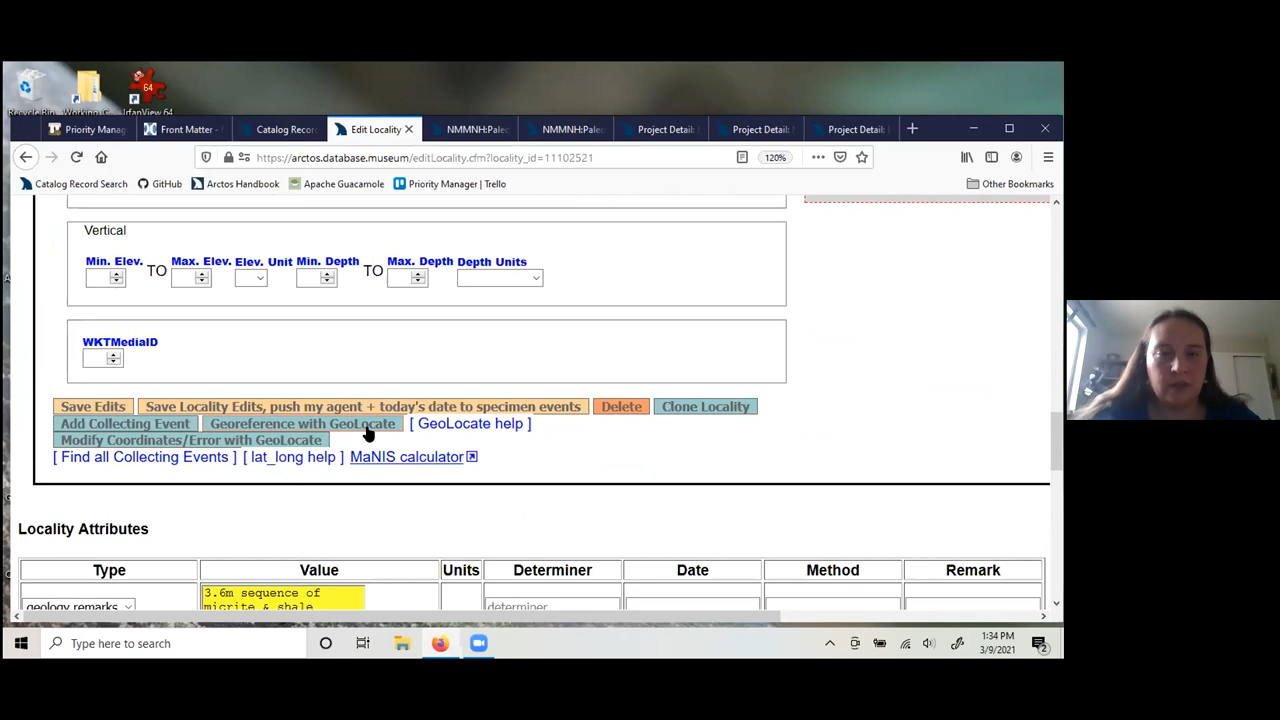 64
Recycle Bin
Working_C
IrfanView 64
Priority Manag
Front Matter -
Catalog Reco
Edit Locality
NMMNH:Pale
NMMNH:Pale
Project Detail:
Project Detail:
Project Detail:
https://arctos.database.museum/editLocality.cfm?locality_id=11102521
120%
Catalog Record Search
GitHub
Arctos Handbook
Apache Guacamole
Priority Manager | Trello
Other Bookmarks
Vertical
Min. Elev. TO Max. Elev. Elev. Unit Min. Depth TO Max. Depth Depth Units
WKTMediaID
Save Edits Save Locality Edits, push my agent + today's date to specimen events Delete Clone Locality
Add Collecting Event Georeference with GeoLocate [ GeoLocate help ]
Modify Coordinates/Error with GeoLocate
[ Find all Collecting Events ] [ lat_long help ] MaNIS calculator
Locality Attributes
Type Value Units Determiner Date Method Remark
3.6m sequence of
geology remarks micrite & shale determiner
Type here to search
1:34 PM
3/9/2021
2